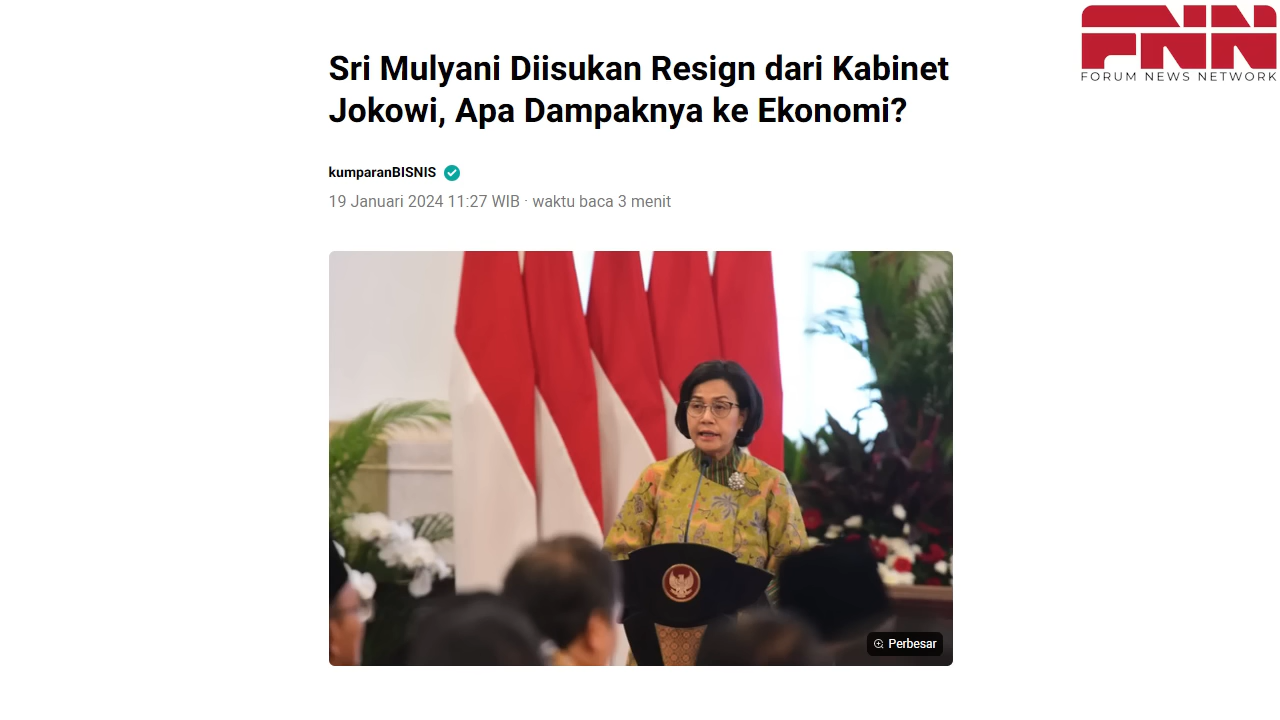 FNN
FORUM NEWS NETWORK
Sri Mulyani Diisukan Resign dari Kabinet
Jokowi, Apa Dampaknya ke Ekonomi?
kumparanBISNIS
19 Januari 2024 11:27 WIB · waktu baca 3 menit
Perbesar